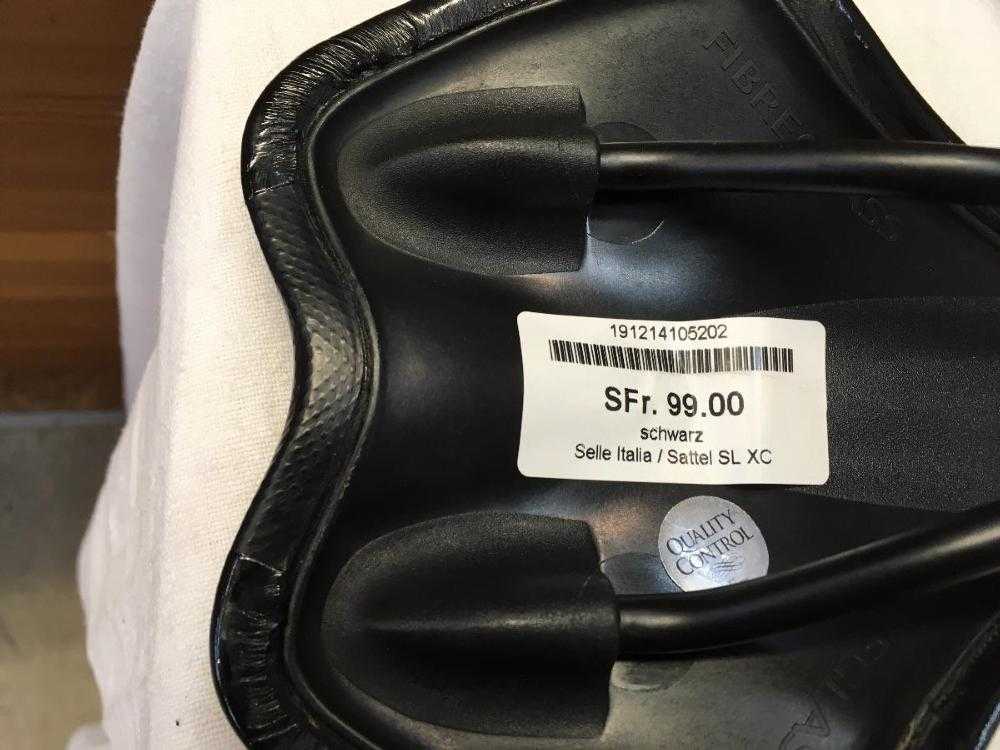 191214105202
SFr. 99.00
schwarz
Selle Italia / Sattel SL XC
QUALITY
CONTROL